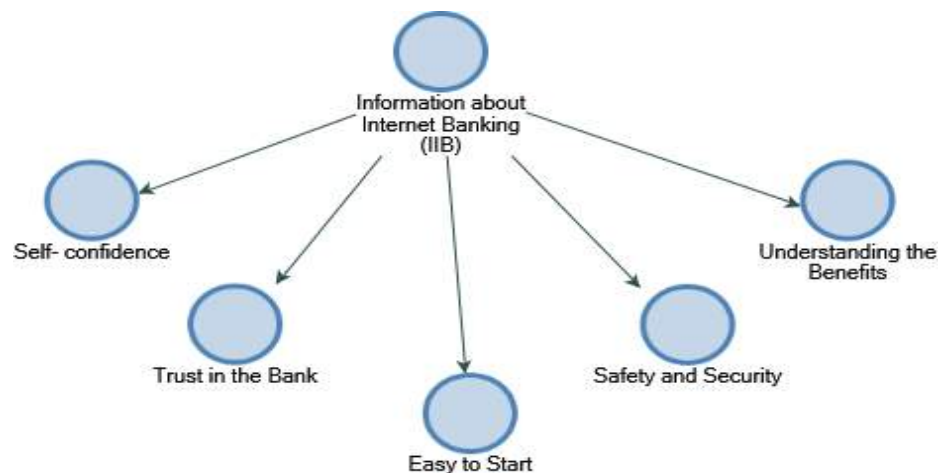 Information about
Internet Banking
(IIB)
Self- confidence
Understanding the
Benefits
Trust in the Bank
Safety and Security
Easy to Start